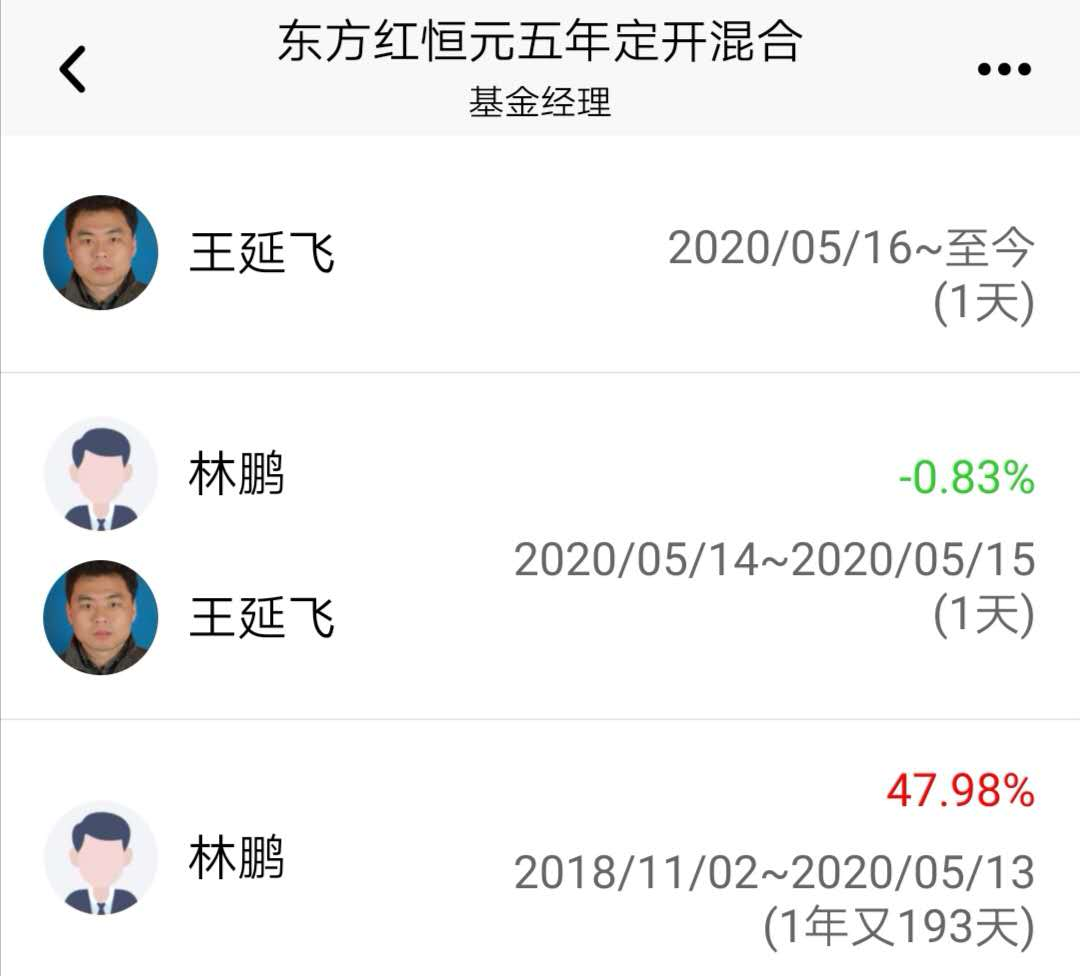 东方红恒元五年定开混合
基金经理
王延飞
2020/05/16~至今
(1天)
林鹏
-0.83%
2020/05/14~2020/05/15
(1天)
王延飞
47.98%
林鹏
2018/11/02~2020/05/13
(1年又193天)